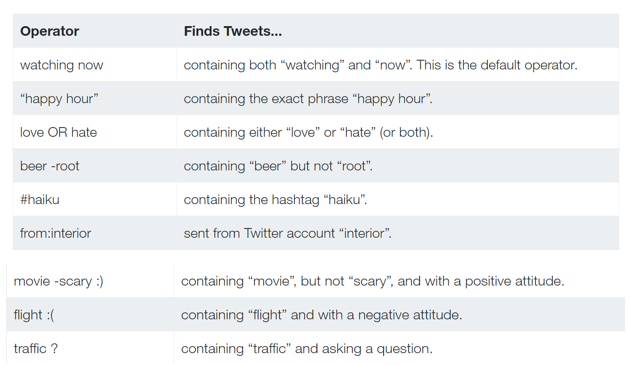 Operator Finds Tweets...
watching now containing both “watching” and “now”. This is the default operator.
“happy hour” containing the exact phrase “happy hour”.
love OR hate containing either “love” or “hate” (or both).
beer -root containing “beer” but not “root”.
#haiku containing the hashtag “haiku”.
from:interior sent from Twitter account “interior”.
movie -scary :) containing “movie”, but not “scary”, and with a positive attitude.
flight :( containing “flight” and with a negative attitude.
traffic ? containing “traffic” and asking a question.